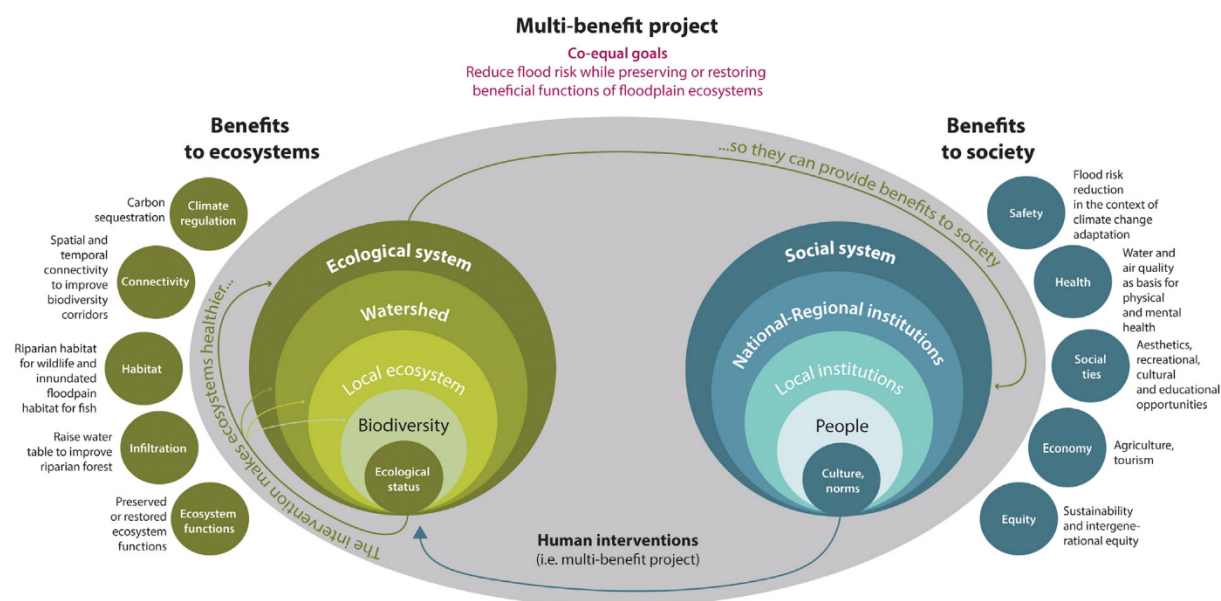 Multi-benefit project
Co-equal goals
Reduce flood risk while preserving or restoring
beneficial functions of floodplain ecosystems
Benefits
to ecosystems
Carbon
sequestration
Climate
regulation
Spatial and
temporal
connectivity
to improve
biodiversity
corridors
Connectivity
Riparian habitat
for wildlife and
innundated
floodpain
habitat for fish
Habitat
Raise water
table to improve
riparian forest
Infiltration
Preserved
or restored
ecosystem
functions
Ecosystem
functions
The intervention makes ecosystems healthier...
Ecological system
Watershed
Local ecosystem
Biodiversity
Ecological
status
...so they can provide benefits to society
Social system
National-Regional institutions
Local institutions
People
Culture,
norms
Human interventions
(i.e. multi-benefit project)
Benefits
to society
Safety
Flood risk
reduction
in the context of
climate change
adaptation
Health
Water and
air quality
as basis for
physical
and mental
health
Social
ties
Aesthetics,
recreational,
cultural
and educational
opportunities
Economy
Agriculture,
tourism
Equity
Sustainability
and intergene-
rational equity